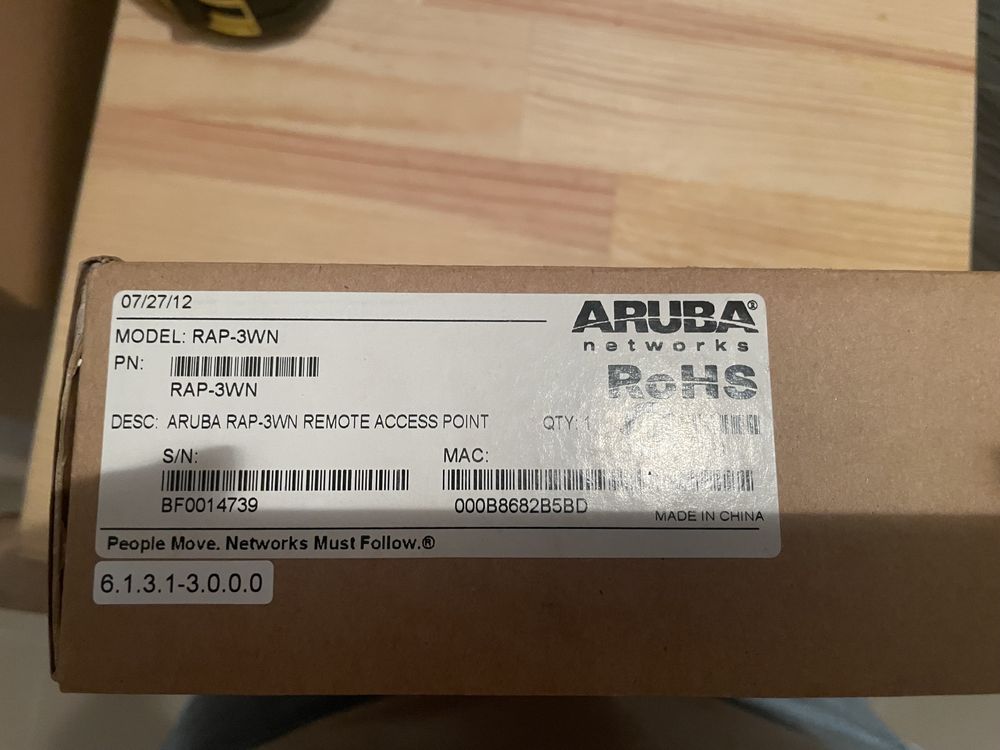 07/27/12
ARUBA®
networks
MODEL: RAP-3WN
PN:
RAP-3WN
RoHS
DESC: ARUBA RAP-3WN REMOTE ACCESS POINT QTY: 1
S/N: MAC:
BF0014739 000B8682B5BD
MADE IN CHINA
People Move. Networks Must Follow.®
6.1.3.1-3.0.0.0